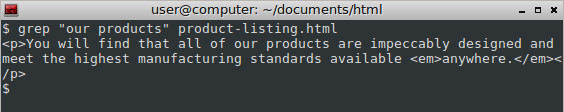 user@computer: ~/documents/html
$ grep "our products" product-listing.html
<p>You will find that all of our products are impeccably designed and
meet the highest manufacturing standards available <em>anywhere.</em><
/p>
$